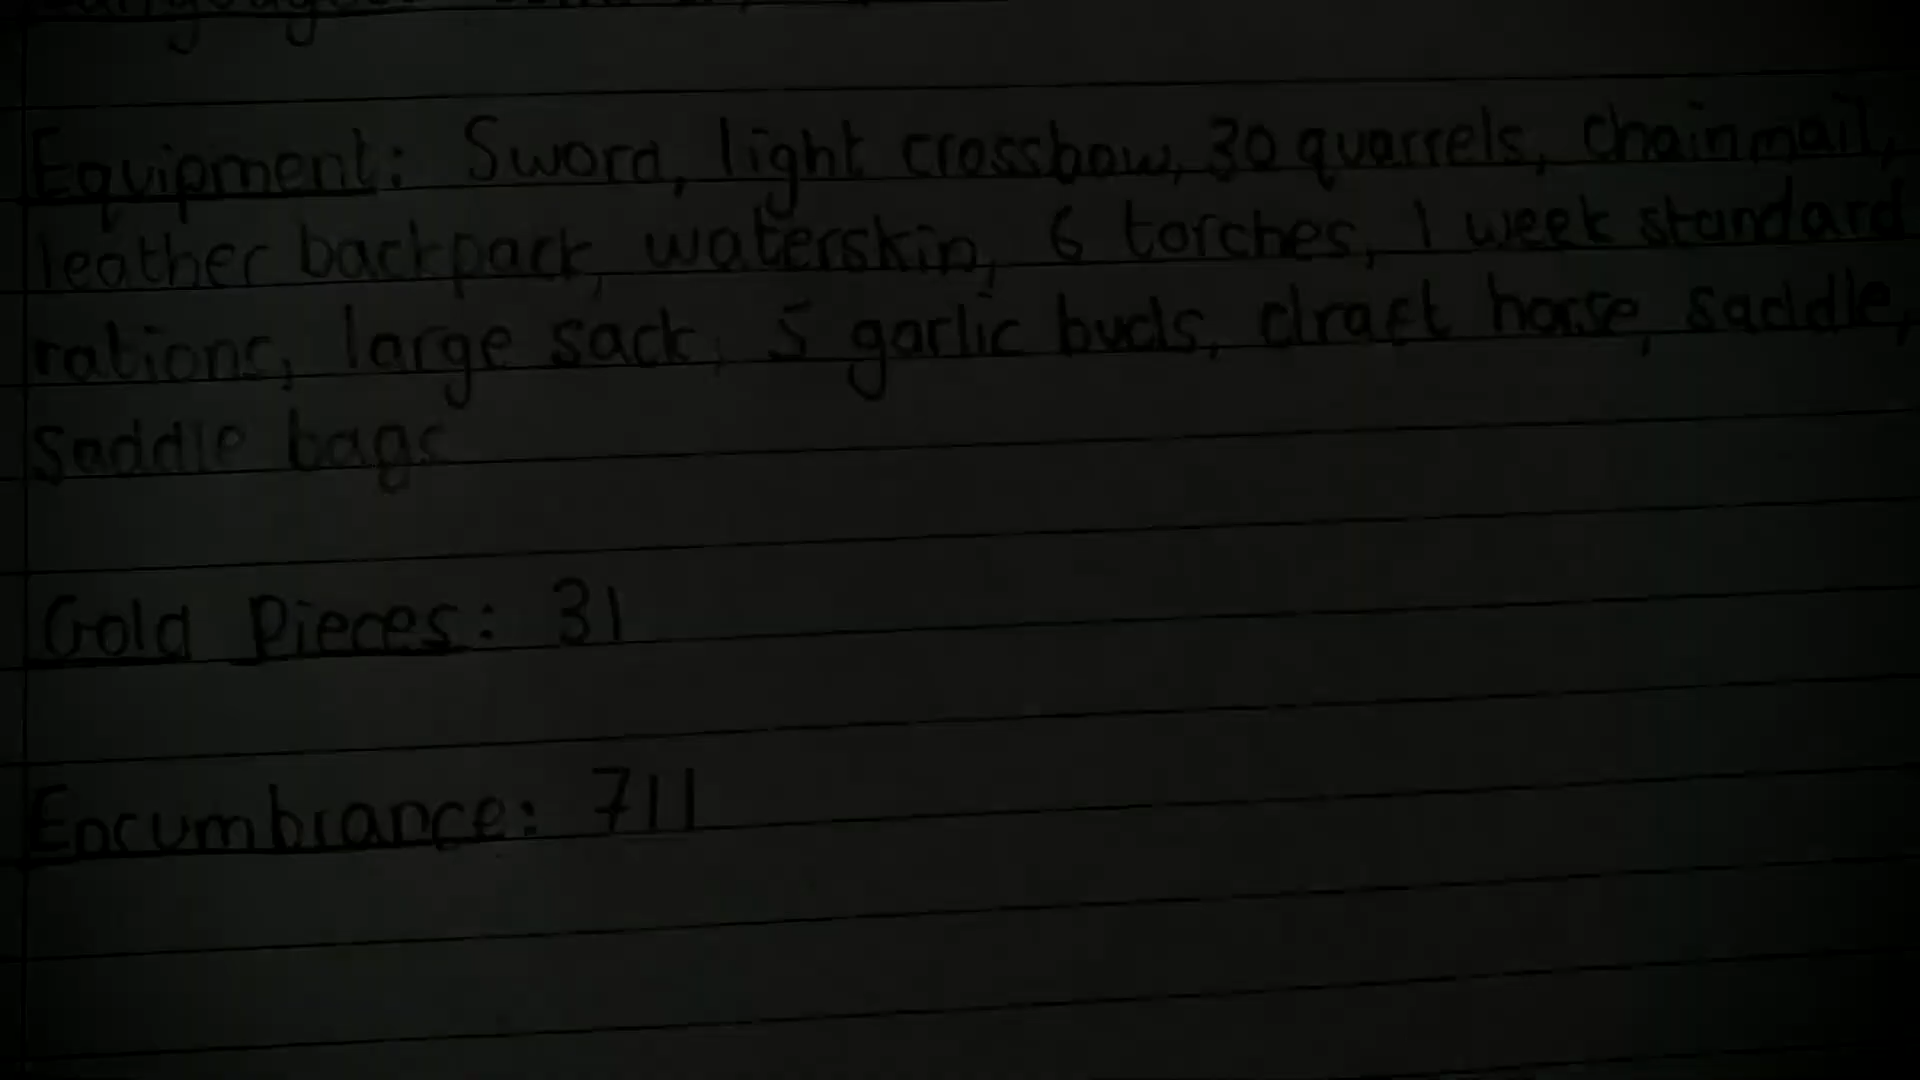 Equipment: Sword, light crossbow, 30 quarrels, chainmail,
leather backpack, waterskin, 6 torches, 1 week standard
rations, large sack, 5 garlic buds, draft horse, saddle,
saddle bags
Gold Pieces: 31
Encumbrance: 711